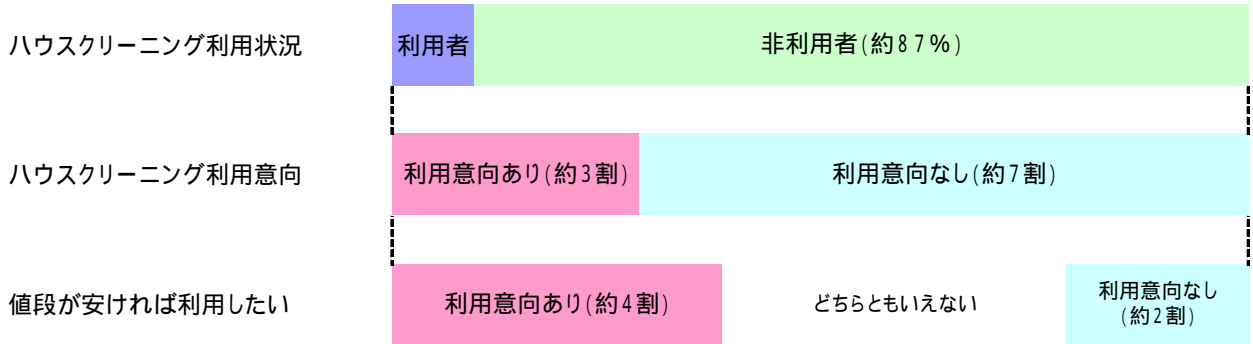 ハウスクリーニング利用状況
利用者
非利用者(約87%)
ハウスクリーニング利用意向
利用意向あり(約3割)
利用意向なし(約7割)
値段が安ければ利用したい
利用意向あり(約4割)
どちらともいえない
利用意向なし
(約2割)